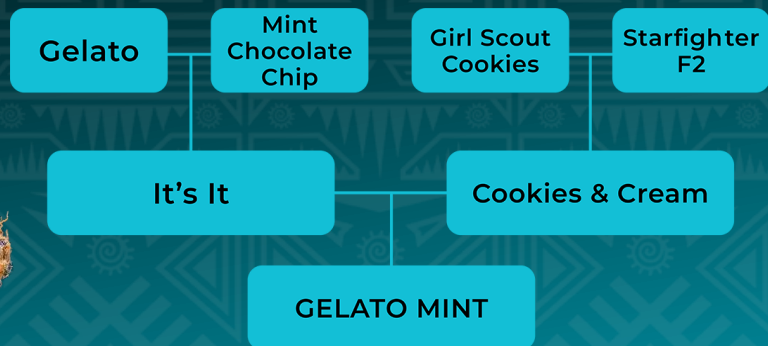 Gelato
Mint
Chocolate
Chip
Girl Scout
Cookies
Starfighter
F2
It's It
Cookies & Cream
GELATO MINT